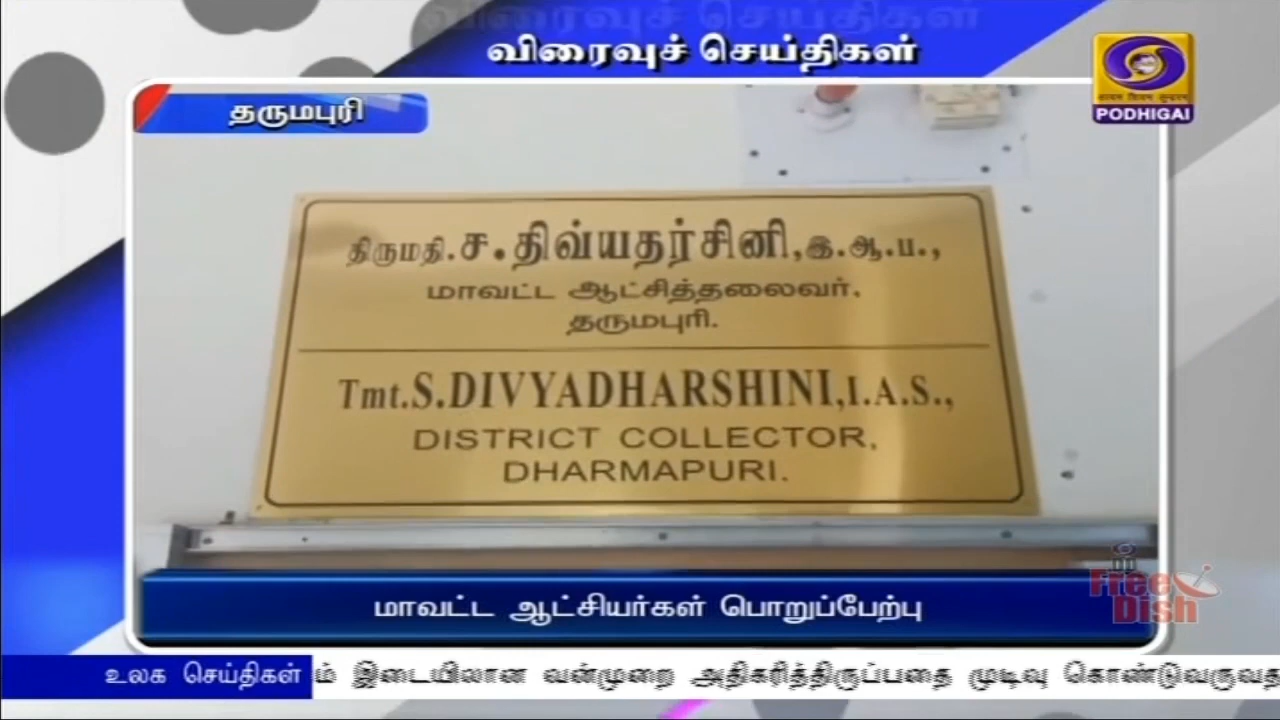 விரைவுச் செய்திகள்
விரைவுச் செய்திகள்
PODHIGAI
தருமபுரி
திருமதி.ச.திவ்யதர்சினி,இ.ஆ.ப.,
மாவட்ட ஆட்சித்தலைவர்.
தருமபுரி.
Tmt.S.DIVYADHARSHINI,I.A.S.,
DISTRICT COLLECTOR,
DHARMAPURI.
மாவட்ட ஆட்சியர்கள் பொறுப்பேற்பு
Free
Dish
உலக செய்திகள் ம் இடையிலான வன்முறை அதிகரித்திருப்பதை முடிவு கொண்டுவருவத